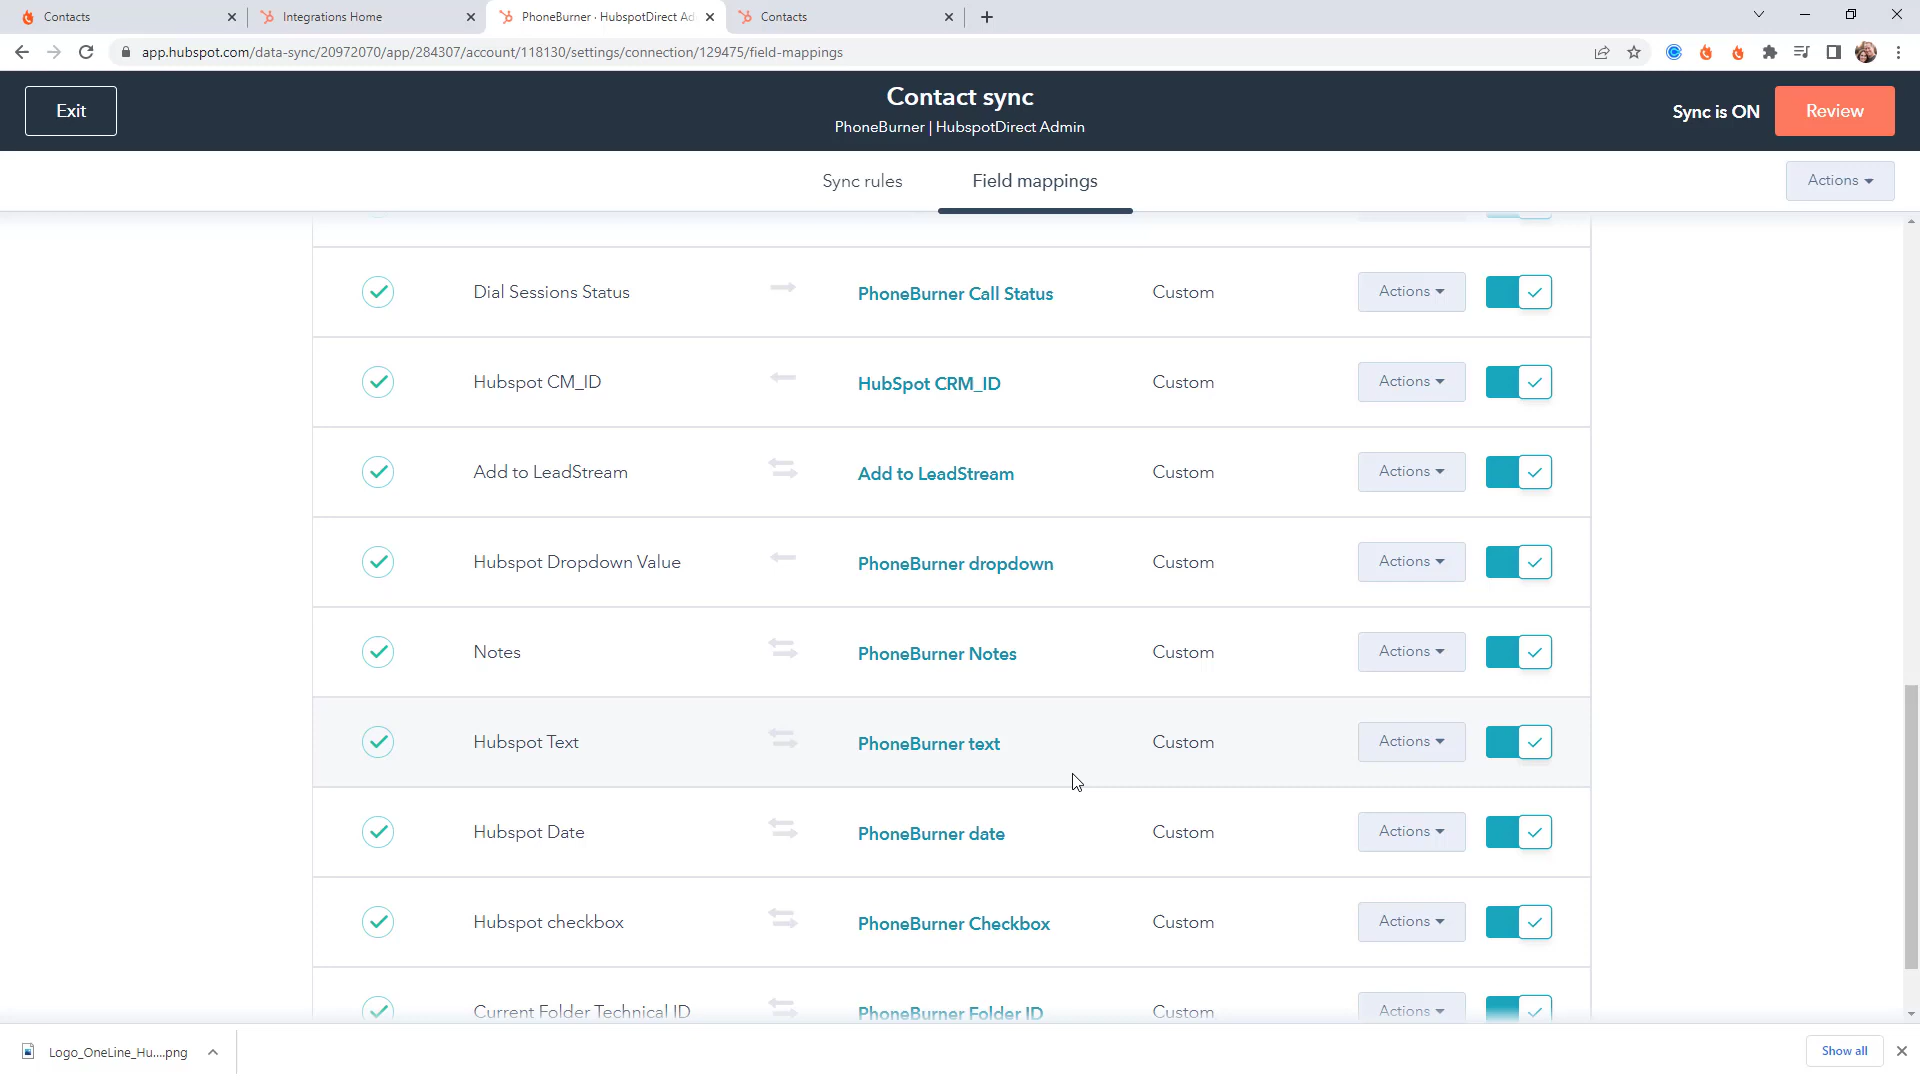 Contacts
Integrations Home
PhoneBurner · HubspotDirect Ad
Contacts
app.hubspot.com/data-sync/20972070/app/284307/account/118130/settings/connection/129475/field-mappings
Exit
Contact sync
PhoneBurner | HubspotDirect Admin
Sync is ON
Review
Sync rules
Field mappings
Actions
Dial Sessions Status PhoneBurner Call Status Custom Actions
Hubspot CM_ID HubSpot CRM_ID Custom Actions
Add to LeadStream Add to LeadStream Custom Actions
Hubspot Dropdown Value PhoneBurner dropdown Custom Actions
Notes PhoneBurner Notes Custom Actions
Hubspot Text PhoneBurner text Custom Actions
Hubspot Date PhoneBurner date Custom Actions
Hubspot checkbox PhoneBurner Checkbox Custom Actions
Current Folder Technical ID PhoneBurner Folder ID Custom Actions
Logo_OneLine_Hu....png
Show all